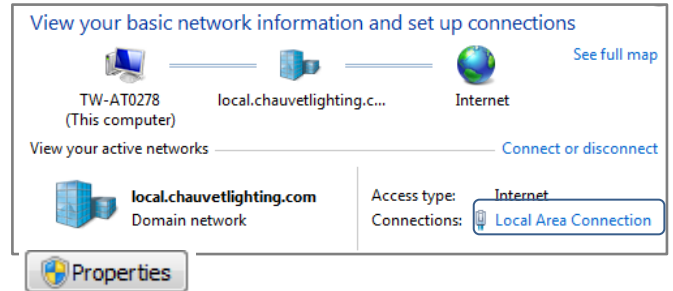 View your basic network information and set up connections
See full map
TW-AT0278 local.chauvetlighting.c... Internet
(This computer)
View your active networks Connect or disconnect
local.chauvetlighting.com Access type: Internet
Domain network Connections: Local Area Connection
Properties